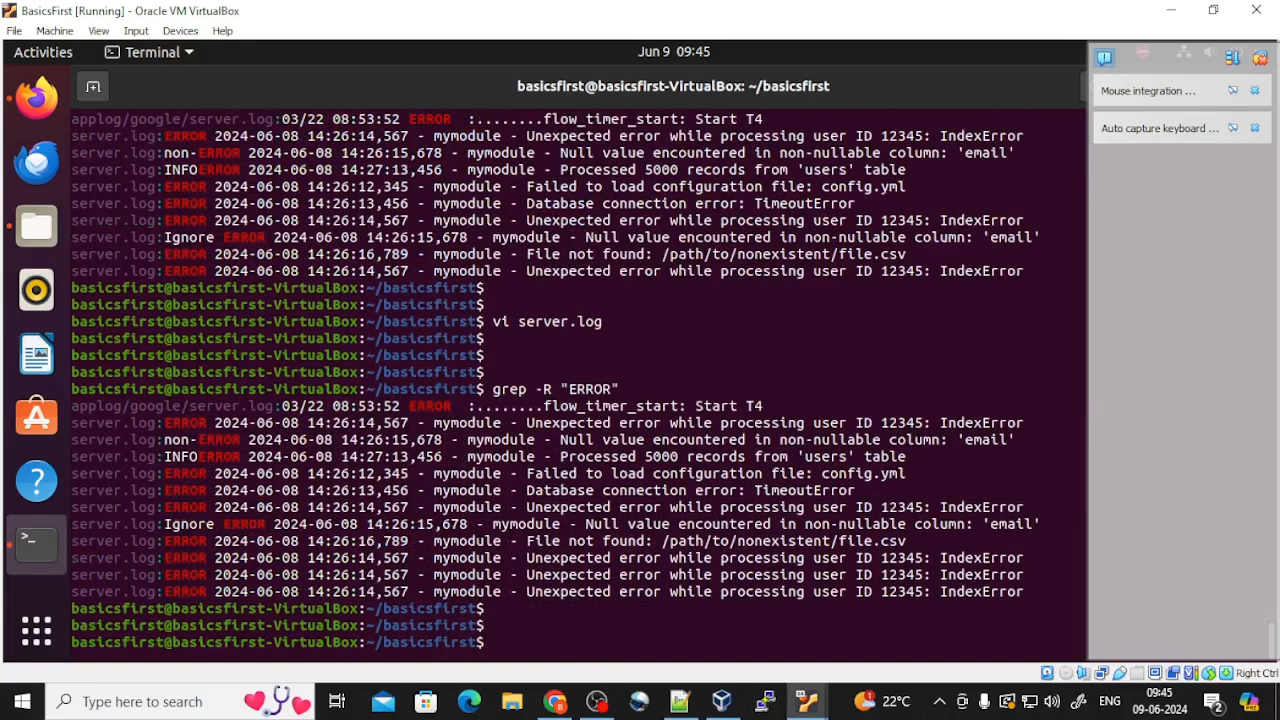 BasicsFirst [Running] - Oracle VM VirtualBox
File Machine View Input Devices Help
Activities Terminal Jun 9 09:45
basicsfirst@basicsfirst-VirtualBox: ~/basicsfirst
Mouse integration ...
Auto capture keyboard ...
applog/google/server.log:03/22 08:53:52 ERROR :........flow_timer_start: Start T4
server.log:ERROR 2024-06-08 14:26:14,567 - mymodule - Unexpected error while processing user ID 12345: IndexError
server.log:non-ERROR 2024-06-08 14:26:15,678 - mymodule - Null value encountered in non-nullable column: 'email'
server.log:INFOERROR 2024-06-08 14:27:13,456 - mymodule - Processed 5000 records from 'users' table
server.log:ERROR 2024-06-08 14:26:12,345 - mymodule - Failed to load configuration file: config.yml
server.log:ERROR 2024-06-08 14:26:13,456 - mymodule - Database connection error: TimeoutError
server.log:ERROR 2024-06-08 14:26:14,567 - mymodule - Unexpected error while processing user ID 12345: IndexError
server.log:Ignore ERROR 2024-06-08 14:26:15,678 - mymodule - Null value encountered in non-nullable column: 'email'
server.log:ERROR 2024-06-08 14:26:16,789 - mymodule - File not found: /path/to/nonexistent/file.csv
server.log:ERROR 2024-06-08 14:26:14,567 - mymodule - Unexpected error while processing user ID 12345: IndexError
basicsfirst@basicsfirst-VirtualBox:~/basicsfirst$
basicsfirst@basicsfirst-VirtualBox:~/basicsfirst$
basicsfirst@basicsfirst-VirtualBox:~/basicsfirst$ vi server.log
basicsfirst@basicsfirst-VirtualBox:~/basicsfirst$
basicsfirst@basicsfirst-VirtualBox:~/basicsfirst$
basicsfirst@basicsfirst-VirtualBox:~/basicsfirst$
basicsfirst@basicsfirst-VirtualBox:~/basicsfirst$ grep -R "ERROR"
applog/google/server.log:03/22 08:53:52 ERROR :........flow_timer_start: Start T4
server.log:ERROR 2024-06-08 14:26:14,567 - mymodule - Unexpected error while processing user ID 12345: IndexError
server.log:non-ERROR 2024-06-08 14:26:15,678 - mymodule - Null value encountered in non-nullable column: 'email'
server.log:INFOERROR 2024-06-08 14:27:13,456 - mymodule - Processed 5000 records from 'users' table
server.log:ERROR 2024-06-08 14:26:12,345 - mymodule - Failed to load configuration file: config.yml
server.log:ERROR 2024-06-08 14:26:13,456 - mymodule - Database connection error: TimeoutError
server.log:ERROR 2024-06-08 14:26:14,567 - mymodule - Unexpected error while processing user ID 12345: IndexError
server.log:Ignore ERROR 2024-06-08 14:26:15,678 - mymodule - Null value encountered in non-nullable column: 'email'
server.log:ERROR 2024-06-08 14:26:16,789 - mymodule - File not found: /path/to/nonexistent/file.csv
server.log:ERROR 2024-06-08 14:26:14,567 - mymodule - Unexpected error while processing user ID 12345: IndexError
server.log:ERROR 2024-06-08 14:26:14,567 - mymodule - Unexpected error while processing user ID 12345: IndexError
server.log:ERROR 2024-06-08 14:26:14,567 - mymodule - Unexpected error while processing user ID 12345: IndexError
basicsfirst@basicsfirst-VirtualBox:~/basicsfirst$
basicsfirst@basicsfirst-VirtualBox:~/basicsfirst$
basicsfirst@basicsfirst-VirtualBox:~/basicsfirst$
Right Ctrl
Type here to search
22°C
ENG
09:45
09-06-2024
2